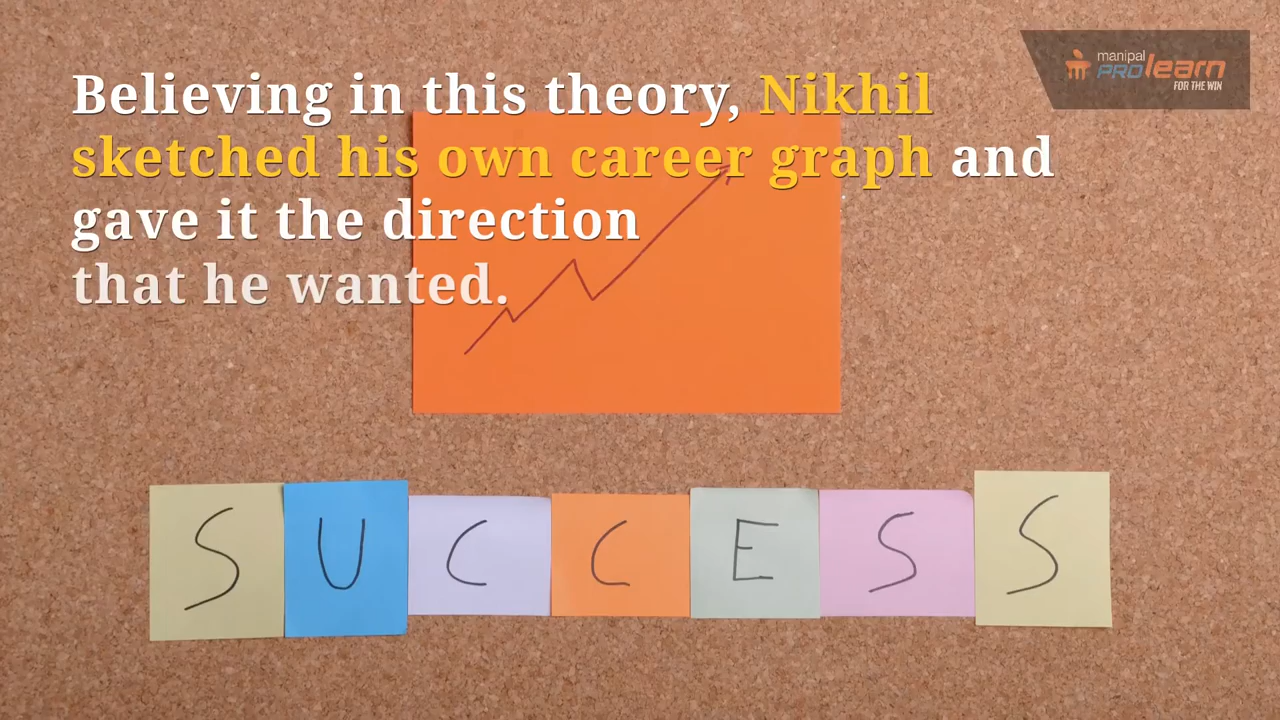 Believing in this theory, Nikhil
sketched his own career graph and
gave it the direction
that he wanted.
manipal
PROlearn
FOR THE WIN
S U C C E S S